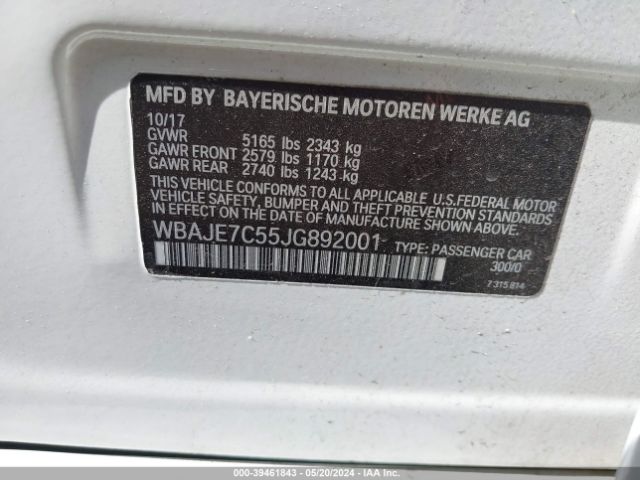 MFD BY BAYERISCHE MOTOREN WERKE AG
10/17
GVWR 5165 lbs 2343 kg
GAWR FRONT 2579 lbs 1170 kg
GAWR REAR 2740 lbs 1243 kg
THIS VEHICLE CONFORMS TO ALL APPLICABLE U.S.FEDERAL MOTOR
VEHICLE SAFETY, BUMPER AND THEFT PREVENTION STANDARDS
IN EFFECT ON THE DATE OF MANUFACTURE SHOWN ABOVE.
WBAJE7C55JG892001 TYPE: PASSENGER CAR
300/0
7 315 814
000-39461843 - 05/20/2024 - IAA Inc.